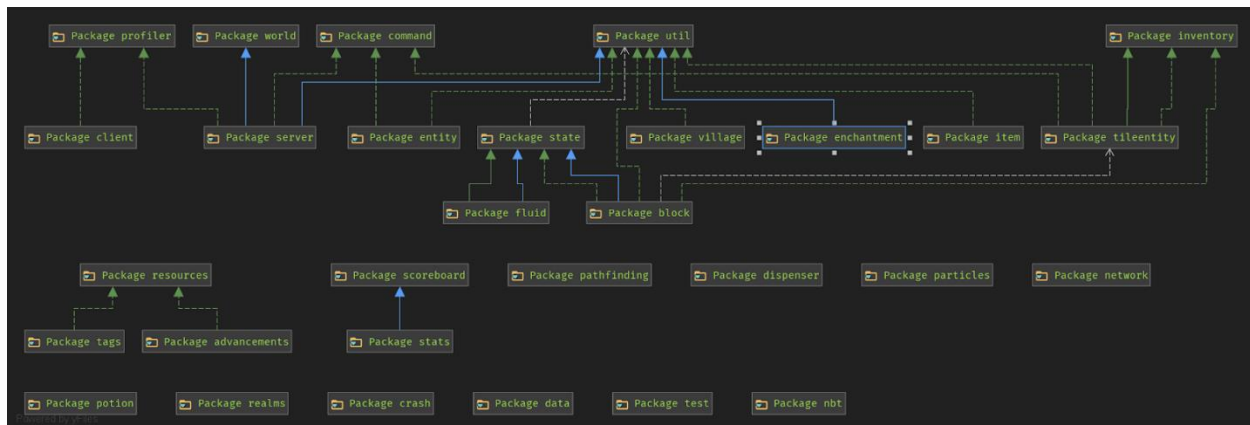 Package profiler
Package world
Package command
Package util
Package inventory
Package client
Package server
Package entity
Package state
Package village
Package enchantment
Package item
Package tileentity
Package fluid
Package block
Package resources
Package scoreboard
Package pathfinding
Package dispenser
Package particles
Package network
Package tags
Package advancements
Package stats
Package potion
Package realms
Package crash
Package data
Package test
Package nbt
Powered by yFiles